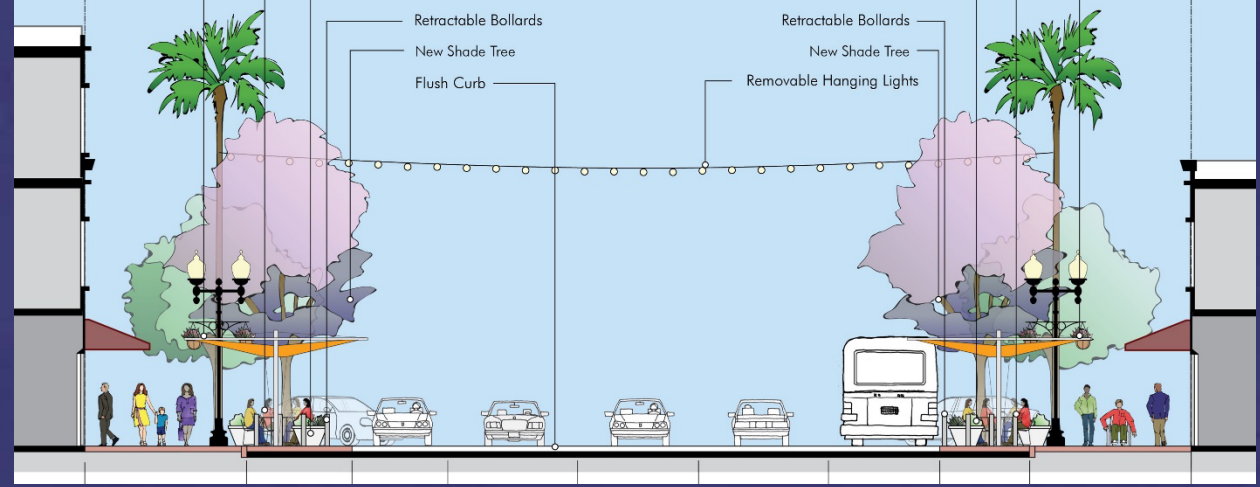 Retractable Bollards
New Shade Tree
Flush Curb
Retractable Bollards
New Shade Tree
Removable Hanging Lights